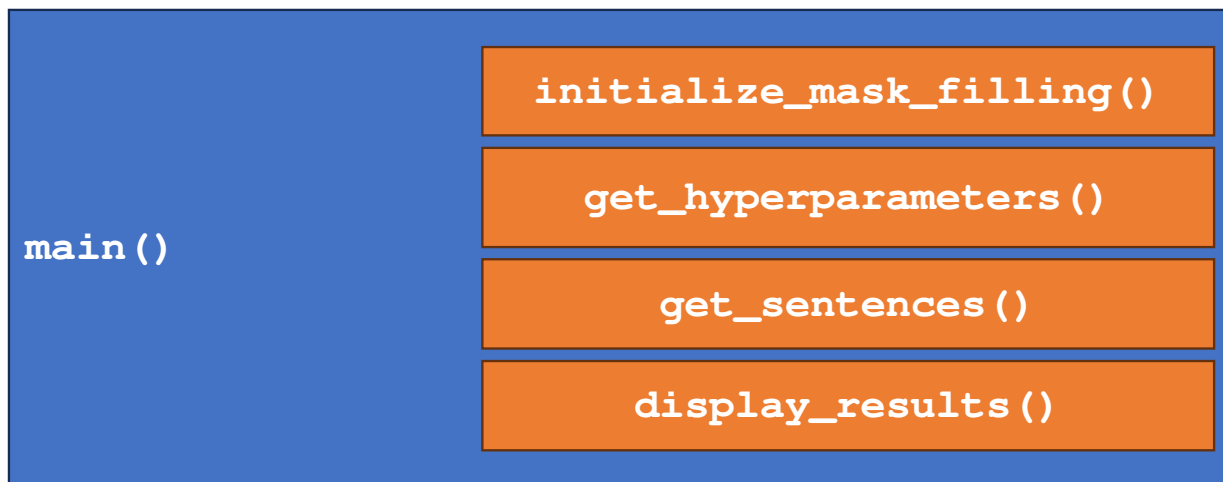 initialize_mask_filling()
get_hyperparameters()
main()
get_sentences()
display_results()